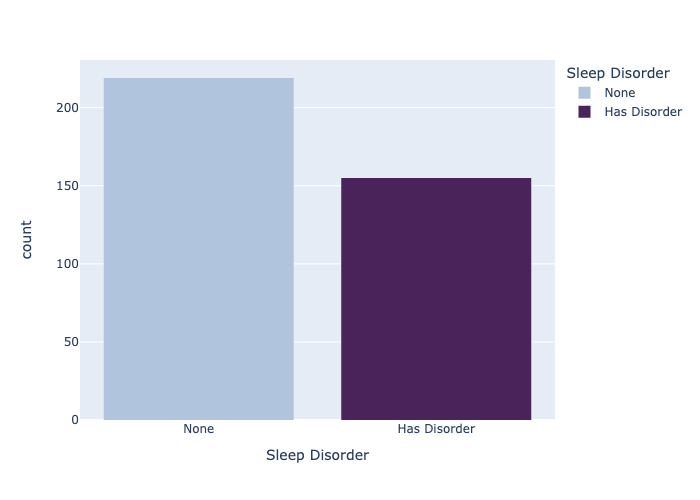 Sleep Disorder
None
Has Disorder
200
150
100
50
0
count
None
Has Disorder
Sleep Disorder